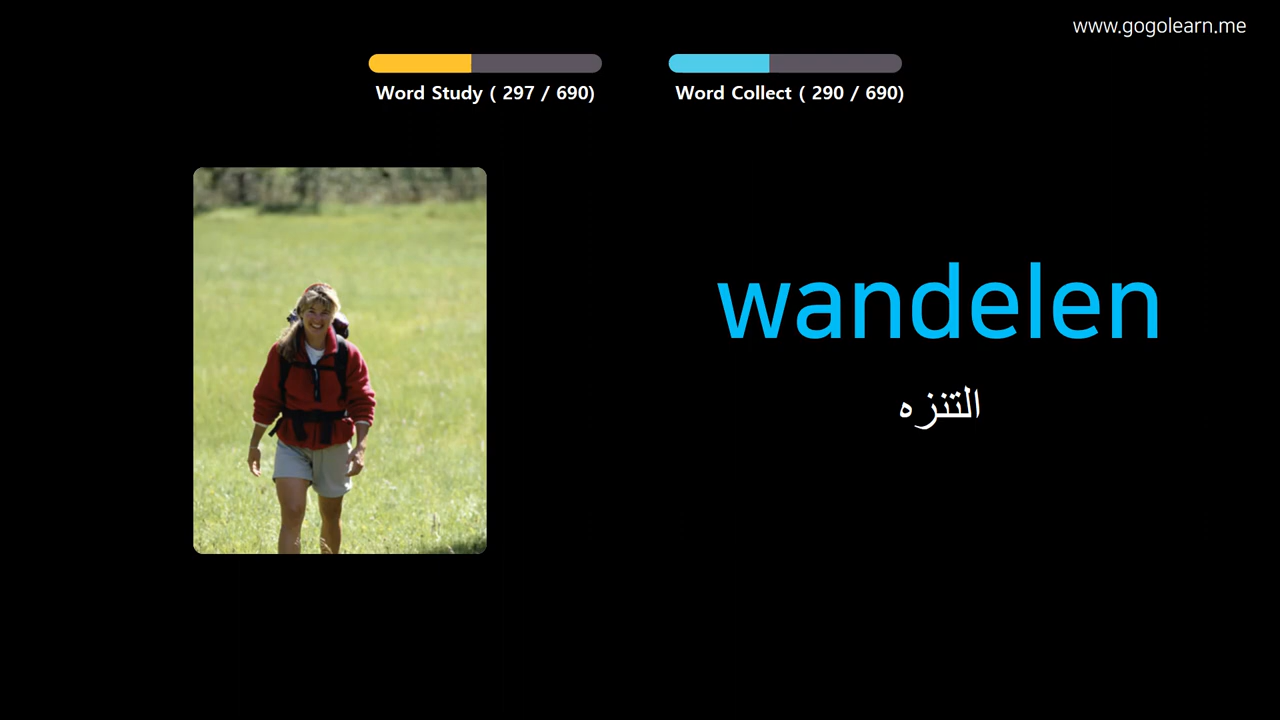 www.gogolearn.me
Word Study ( 297 / 690)
Word Collect ( 290 / 690)
wandelen
التنزه